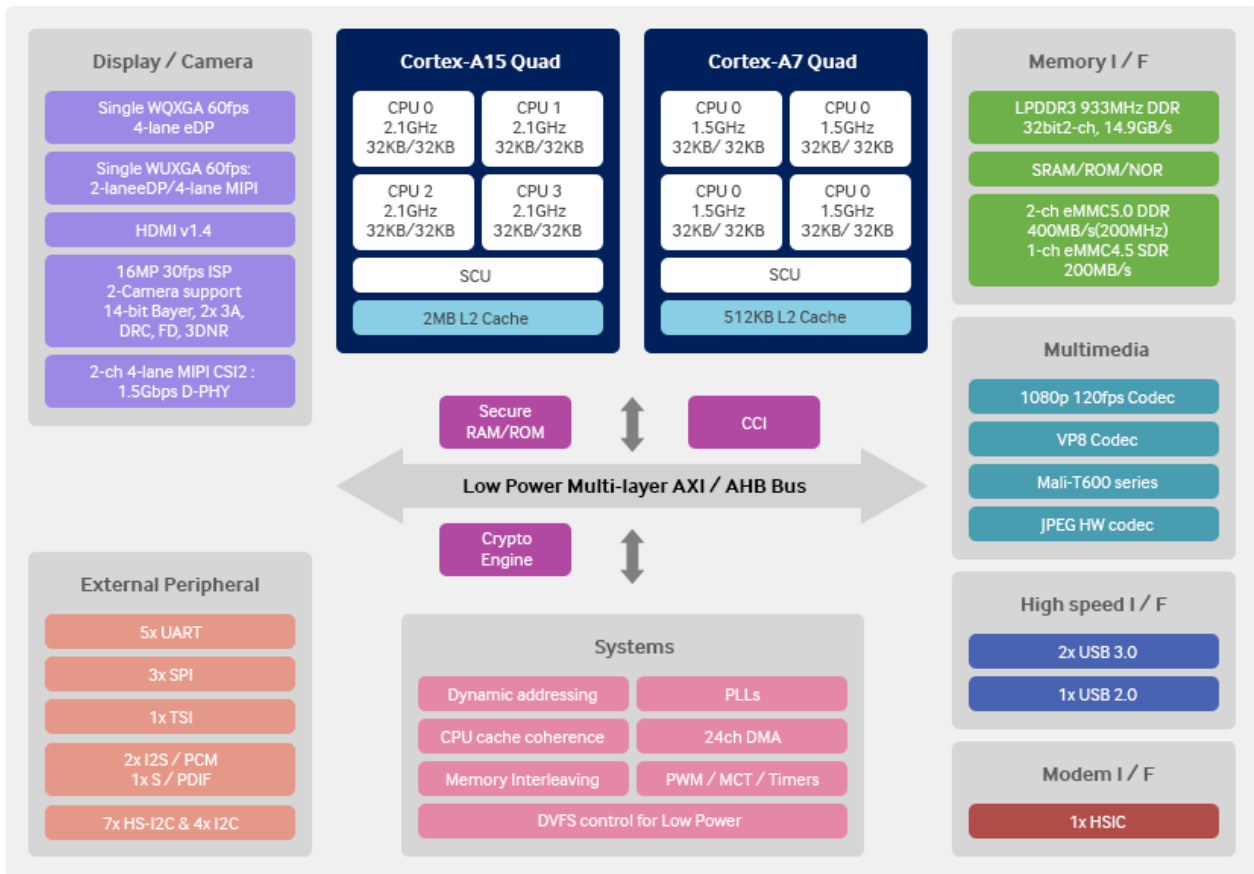 Display / Camera
Single WQXGA 60fps
4-lane eDP
Single WUXGA 60fps:
2-laneeDP/4-lane MIPI
HDMI v1.4
16MP 30fps ISP
2-Camera support
14-bit Bayer, 2x 3A,
DRC, FD, 3DNR
2-ch 4-lane MIPI CSI2 :
1.5Gbps D-PHY
Cortex-A15 Quad
CPU 0
2.1GHz
32KB/32KB
CPU 1
2.1GHz
32KB/32KB
CPU 2
2.1GHz
32KB/32KB
CPU 3
2.1GHz
32KB/32KB
SCU
2MB L2 Cache
Cortex-A7 Quad
CPU 0
1.5GHz
32KB/ 32KB
CPU 0
1.5GHz
32KB/ 32KB
CPU 0
1.5GHz
32KB/ 32KB
CPU 0
1.5GHz
32KB/ 32KB
SCU
512KB L2 Cache
Memory I / F
LPDDR3 933MHz DDR
32bit2-ch, 14.9GB/s
SRAM/ROM/NOR
2-ch eMMC5.0 DDR
400MB/s(200MHz)
1-ch eMMC4.5 SDR
200MB/s
Multimedia
1080p 120fps Codec
VP8 Codec
Mali-T600 series
JPEG HW codec
Secure
RAM/ROM
CCI
Low Power Multi-layer AXI / AHB Bus
Crypto
Engine
External Peripheral
5x UART
3x SPI
1x TSI
2x I2S / PCM
1x S / PDIF
7x HS-I2C & 4x I2C
Systems
Dynamic addressing
PLLs
CPU cache coherence
24ch DMA
Memory Interleaving
PWM / MCT / Timers
DVFS control for Low Power
High speed I / F
2x USB 3.0
1x USB 2.0
Modem I / F
1x HSIC